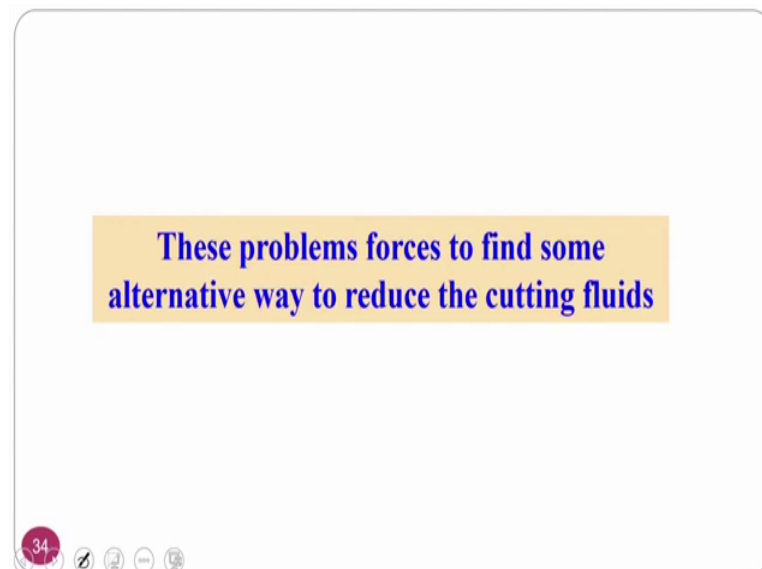 These problems forces to find some
alternative way to reduce the cutting fluids
34